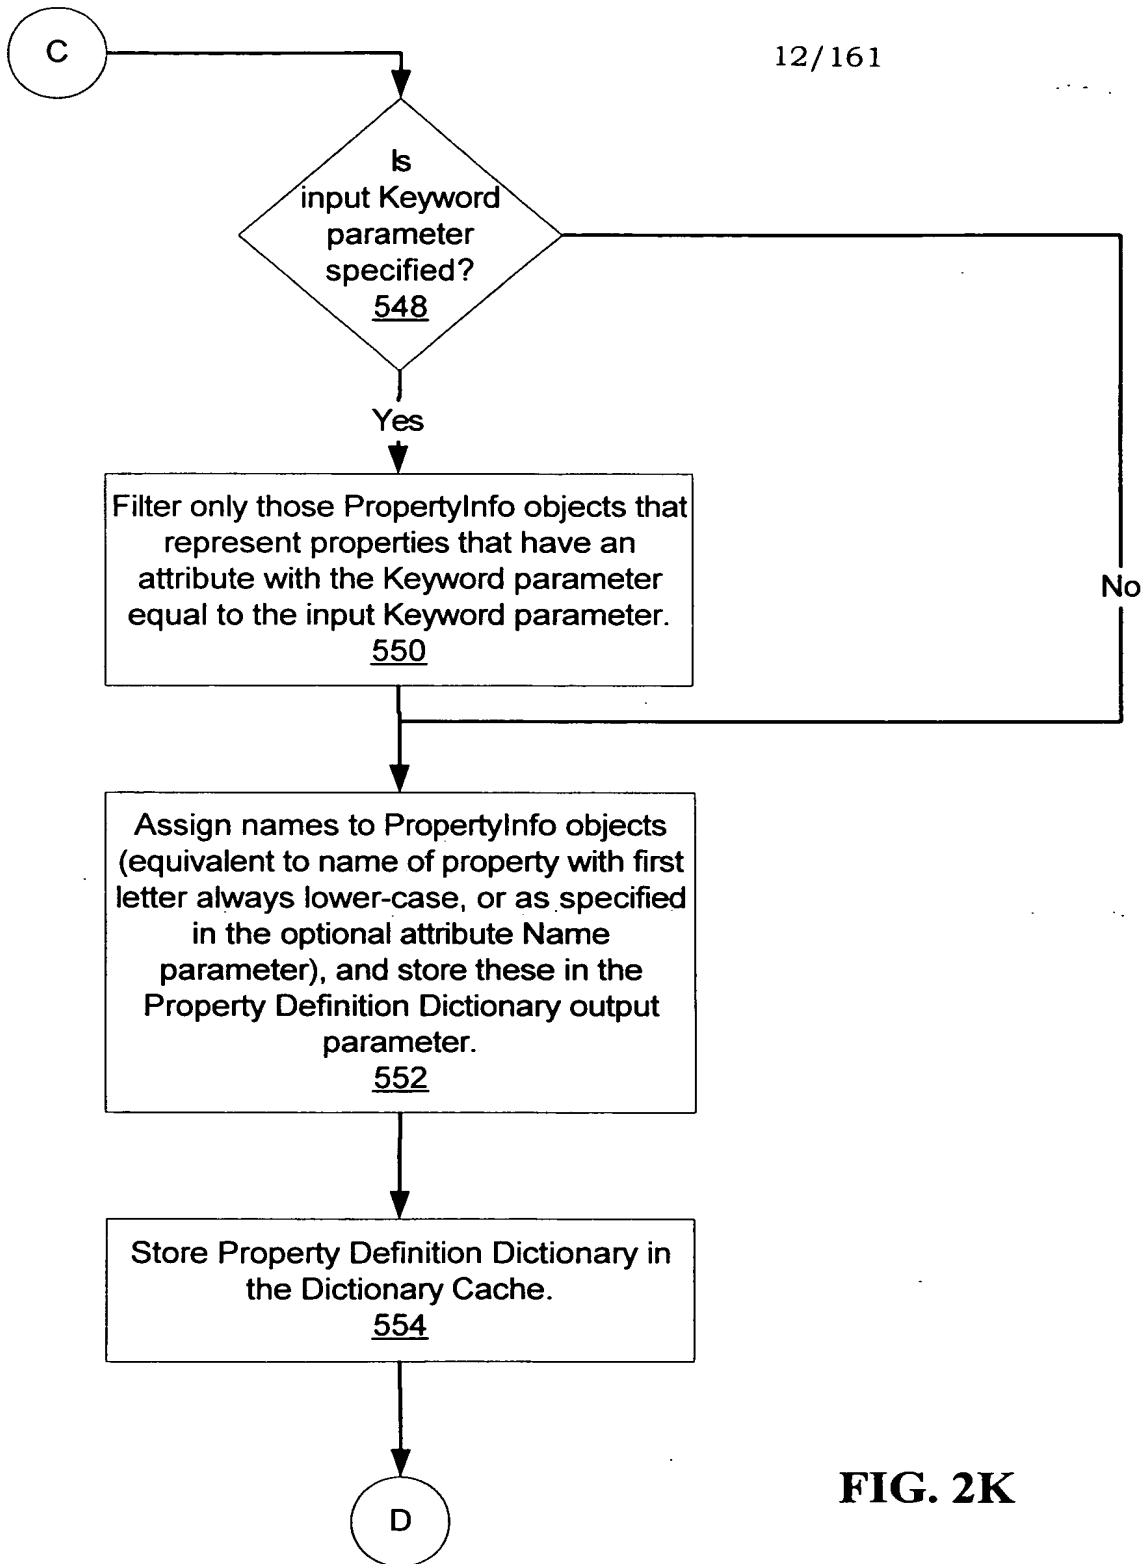 C
12/161
Is
input Keyword
parameter
specified?
548
Yes
Filter only those PropertyInfo objects that
represent properties that have an
attribute with the Keyword parameter
equal to the input Keyword parameter.
550
No
Assign names to PropertyInfo objects
(equivalent to name of property with first
letter always lower-case, or as specified
in the optional attribute Name
parameter), and store these in the
Property Definition Dictionary output
parameter.
552
Store Property Definition Dictionary in
the Dictionary Cache.
554
D
FIG. 2K